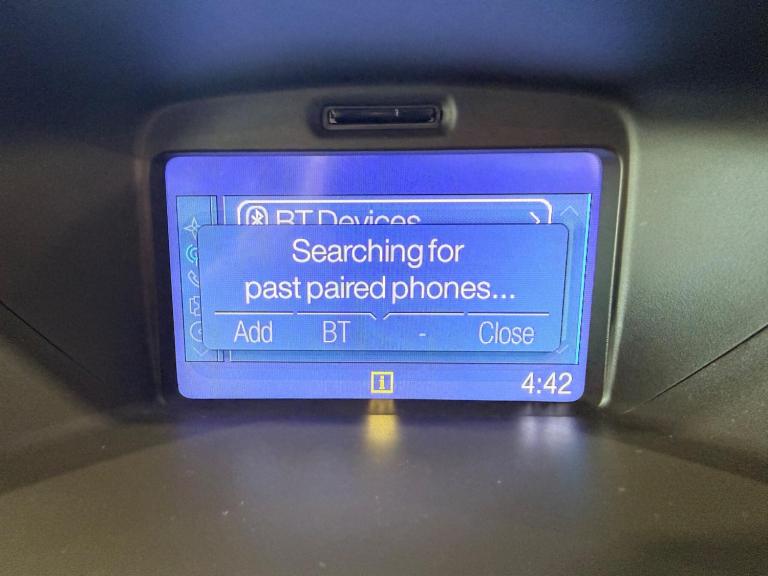 BT Devices
Searching for
past paired phones...
Add BT - Close
i 4:42